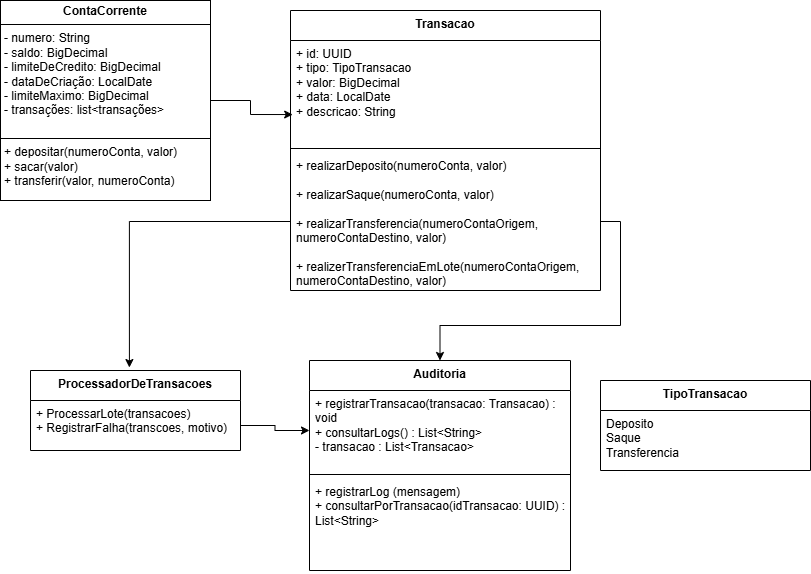 ContaCorrente
- numero: String
- saldo: BigDecimal
- limiteDeCredito: BigDecimal
- dataDeCriação: LocalDate
- limiteMaximo: BigDecimal
- transações: list<transações>
+ depositar(numeroConta, valor)
+ sacar(valor)
+ transferir(valor, numeroConta)
Transacao
+ id: UUID
+ tipo: TipoTransacao
+ valor: BigDecimal
+ data: LocalDate
+ descricao: String
+ realizarDeposito(numeroConta, valor)
+ realizarSaque(numeroConta, valor)
+ realizarTransferencia(numeroContaOrigem,
numeroContaDestino, valor)
+ realizerTransferenciaEmLote(numeroContaOrigem,
numeroContaDestino, valor)
ProcessadorDeTransacoes
+ ProcessarLote(transacoes)
+ RegistrarFalha(transcoes, motivo)
Auditoria
+ registrarTransacao(transacao: Transacao) :
void
+ consultarLogs() : List<String>
- transacao : List<Transacao>
+ registrarLog (mensagem)
+ consultarPorTransacao(idTransacao: UUID) :
List<String>
TipoTransacao
Deposito
Saque
Transferencia